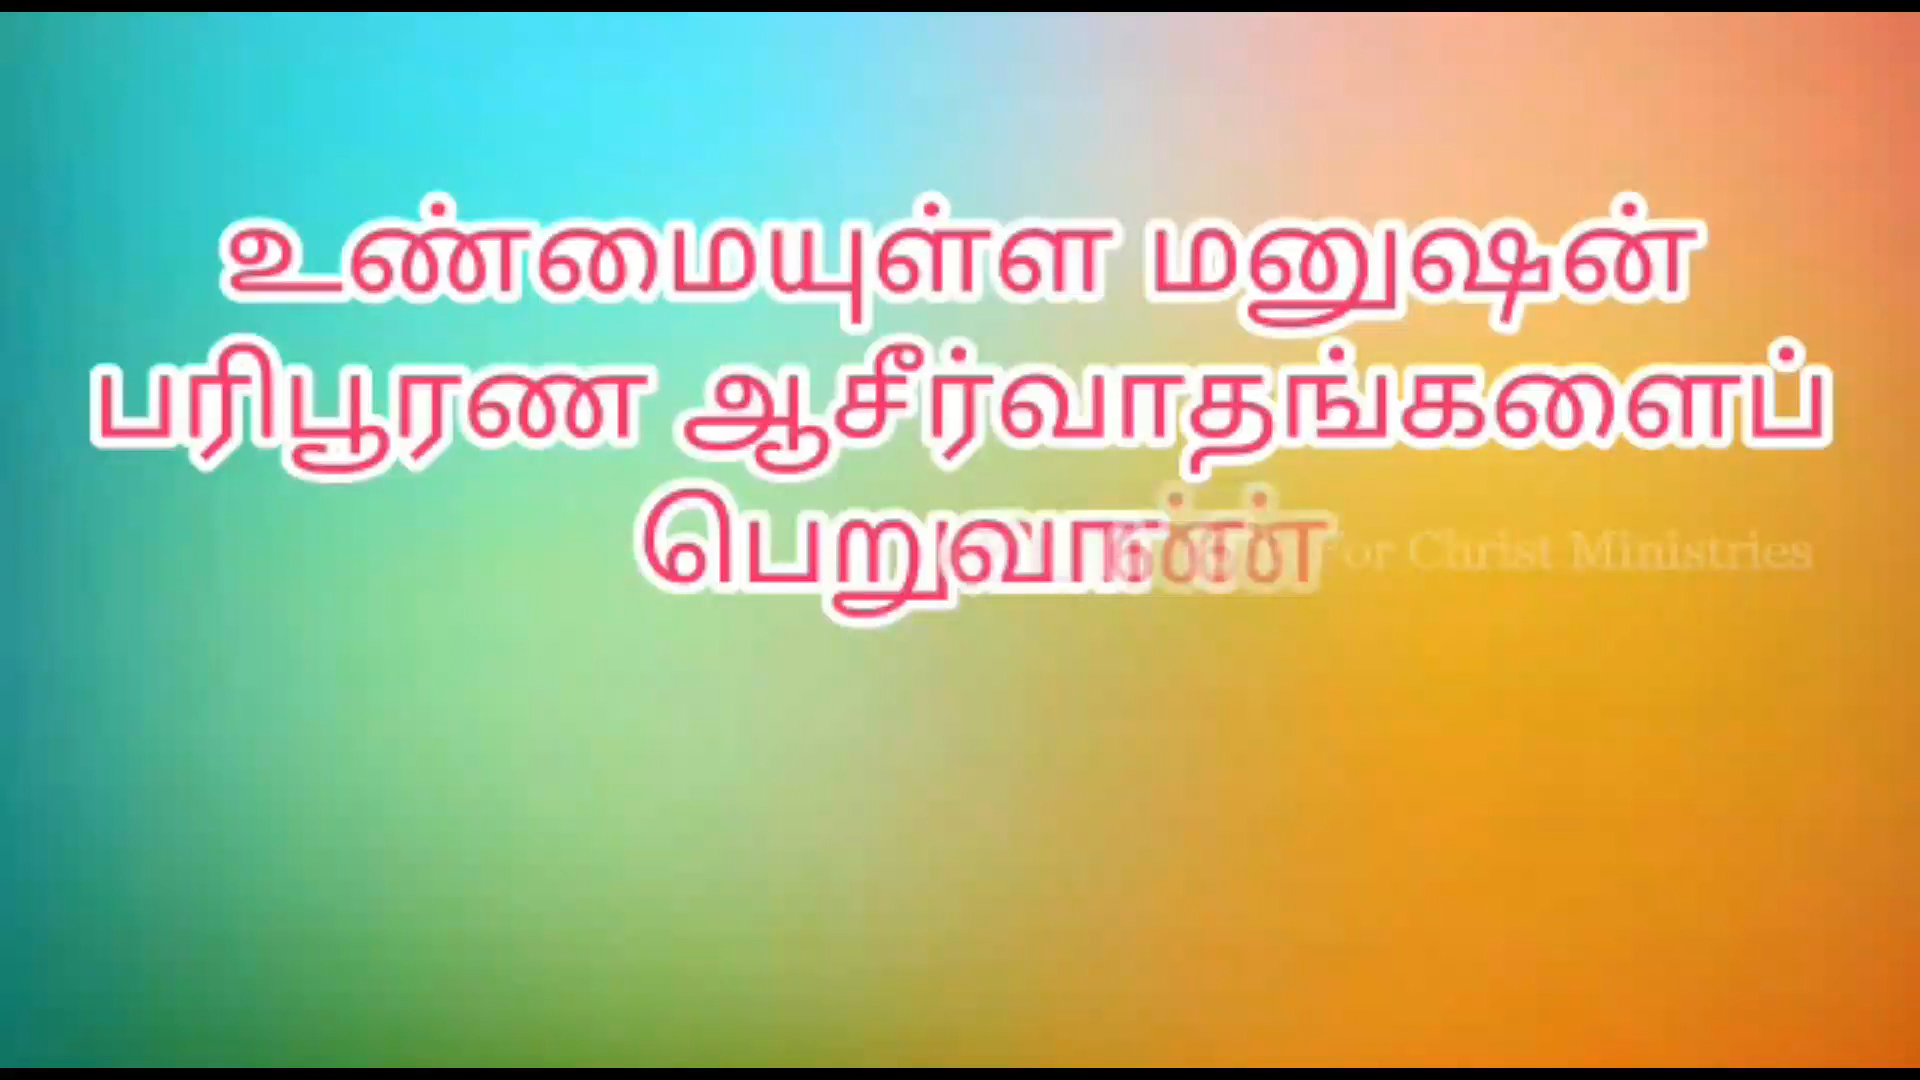 உண்மையுள்ள மனுஷன்
பரிபூரண ஆசீர்வாதங்களைப்
பெறுவான்
For Christ Ministries